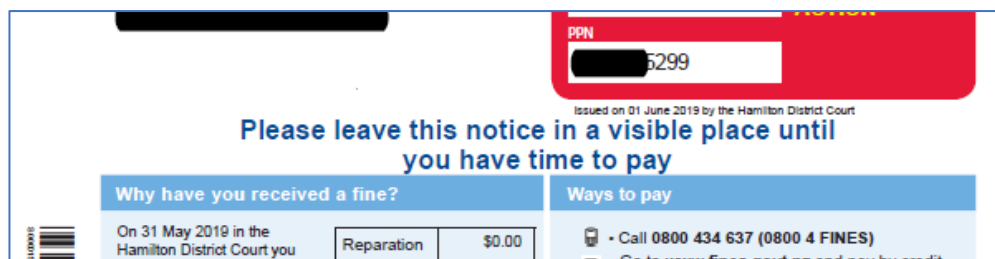 PPN
5299
Issued on 01 June 2019 by the Hamilton District Court
Please leave this notice in a visible place until
you have time to pay
Why have you received a fine?
On 31 May 2019 in the
Hamilton District Court you
Reparation $0.00
Ways to pay
• Call 0800 434 637 (0800 4 FINES)